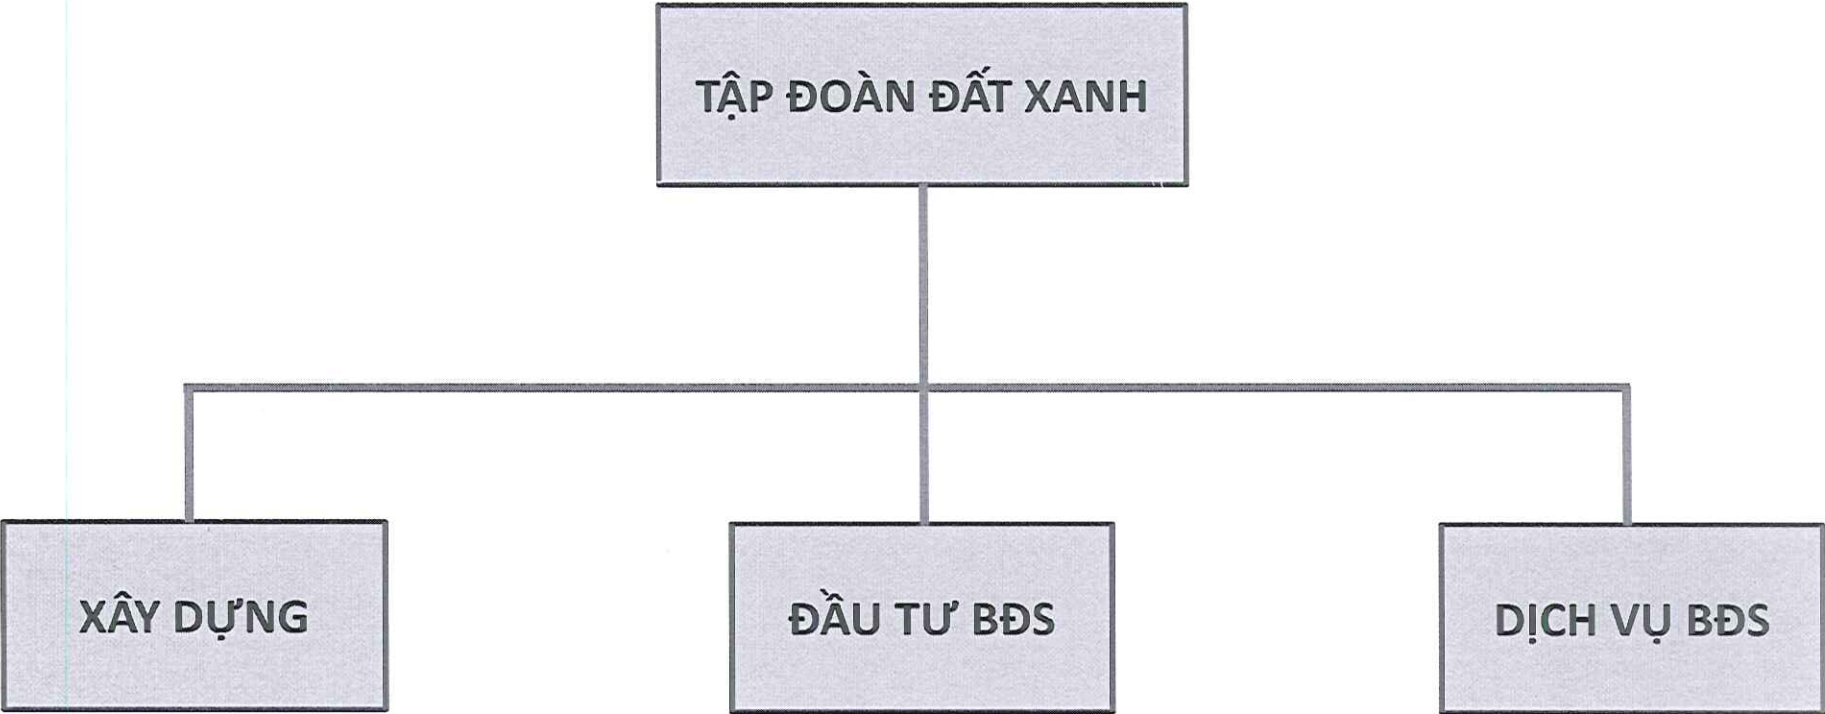 TẬP ĐOÀN ĐẤT XANH
XÂY DỰNG
ĐẦU TƯ BĐS
DỊCH VỤ BĐS